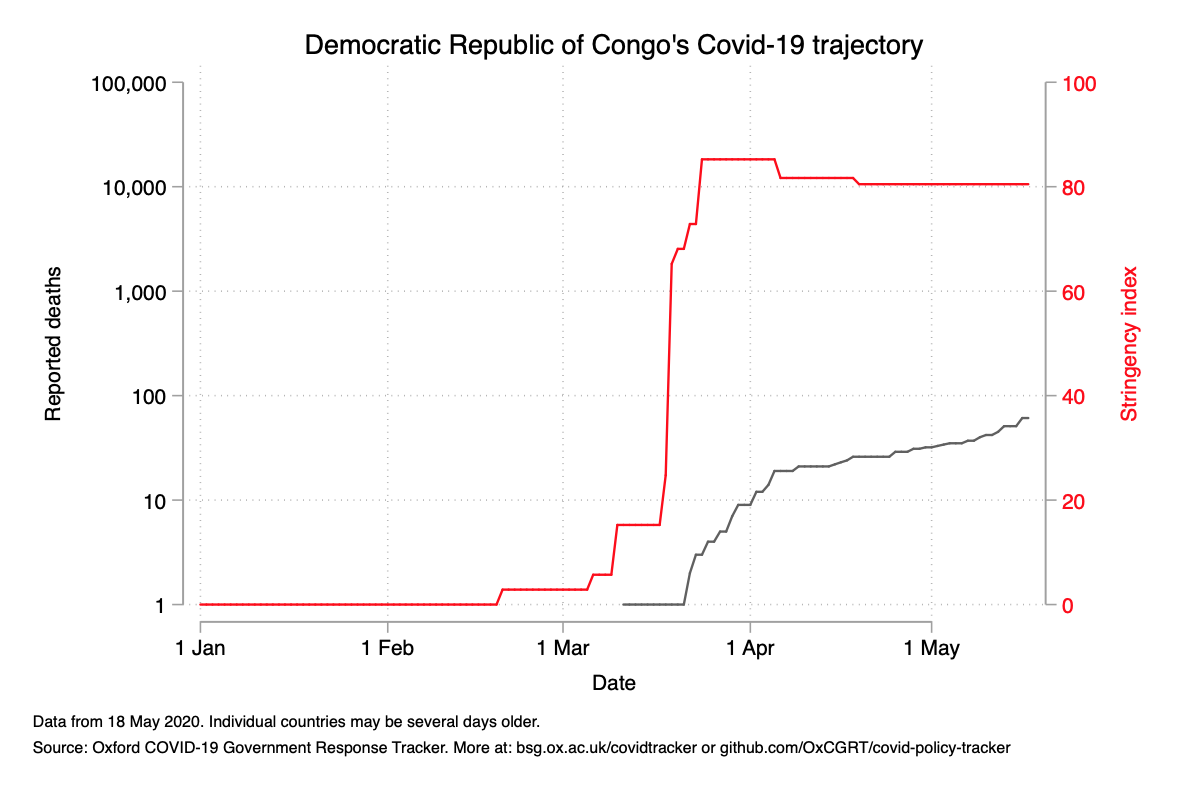 Democratic Republic of Congo's Covid-19 trajectory
100,000
10,000
1,000
100
10
1
Reported deaths
100
80
60
40
20
0
Stringency index
1 Jan
1 Feb
1 Mar
1 Apr
1 May
Date
Data from 18 May 2020. Individual countries may be several days older.
Source: Oxford COVID-19 Government Response Tracker. More at: bsg.ox.ac.uk/covidtracker or github.com/OxCGRT/covid-policy-tracker